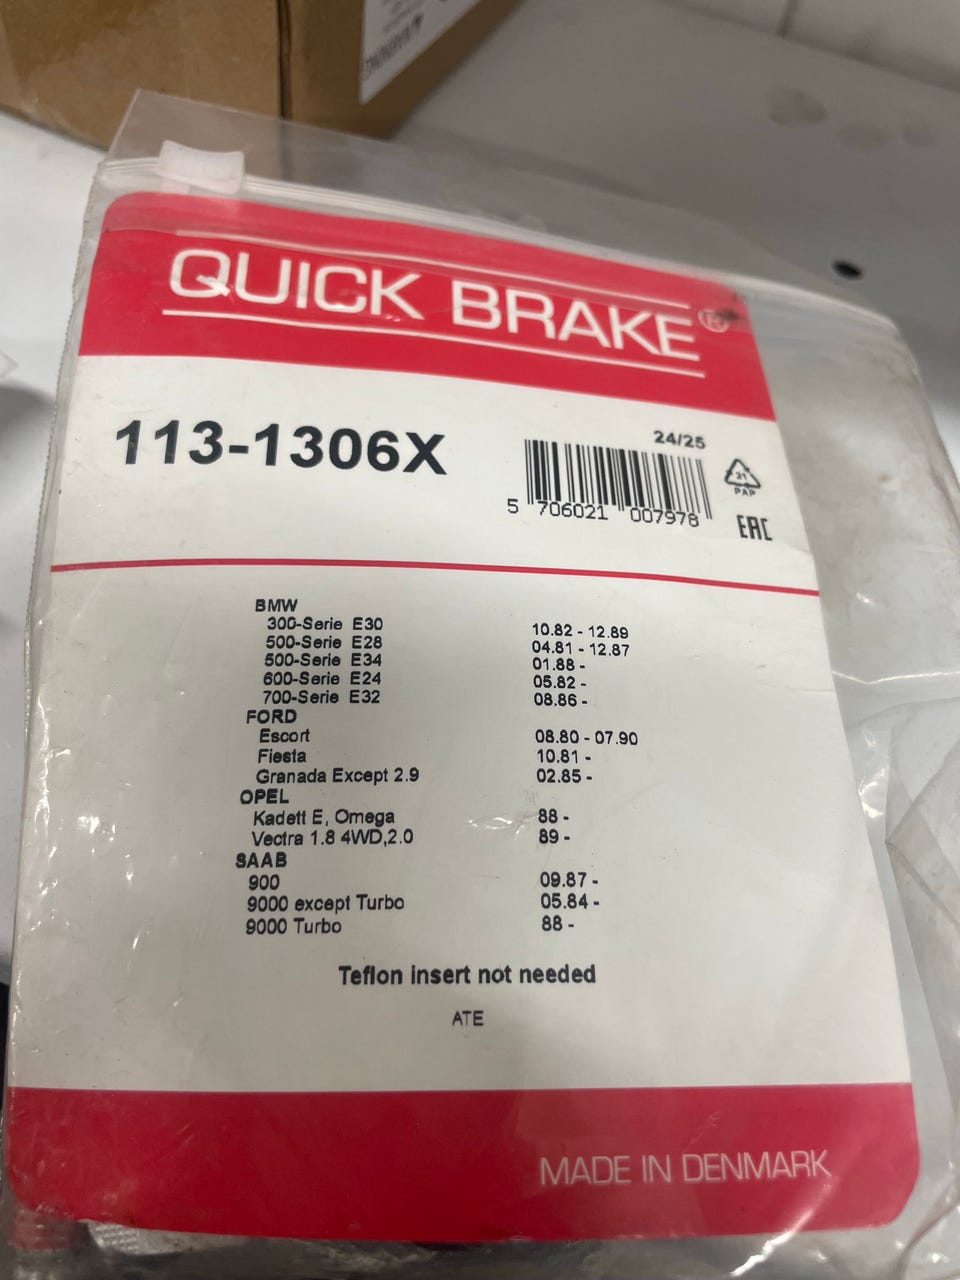 QUICK BRAKE®
113-1306X
24/25
5 706021 007978
21
PAP
EAC
BMW
300-Serie E30 10.82 - 12.89
500-Serie E28 04.81 - 12.87
500-Serie E34 01.88 -
600-Serie E24 05.82 -
700-Serie E32 08.86 -
FORD
Escort 08.80 - 07.90
Fiesta 10.81 -
Granada Except 2.9 02.85 -
OPEL
Kadett E, Omega 88 -
Vectra 1.8 4WD,2.0 89 -
SAAB
900 09.87 -
9000 except Turbo 05.84 -
9000 Turbo 88 -
Teflon insert not needed
ATE
MADE IN DENMARK